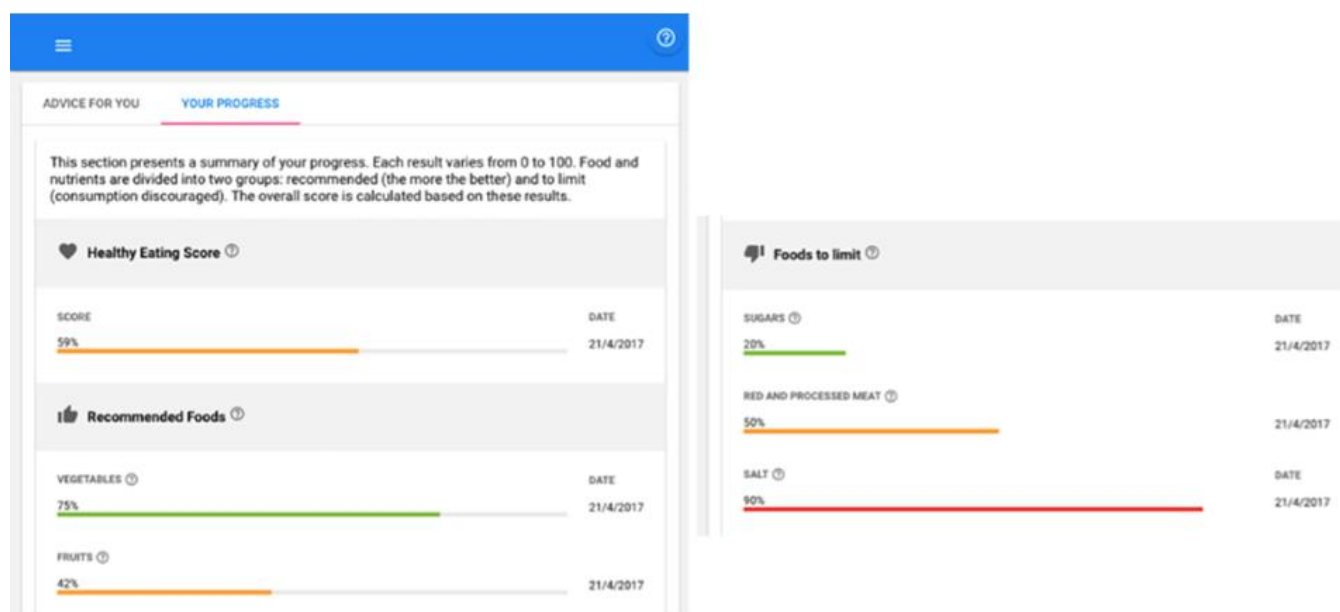 ADVICE FOR YOU YOUR PROGRESS
This section presents a summary of your progress. Each result varies from 0 to 100. Food and
nutrients are divided into two groups: recommended (the more the better) and to limit
(consumption discouraged). The overall score is calculated based on these results.
Healthy Eating Score
SCORE DATE
59% 21/4/2017
Recommended Foods
VEGETABLES DATE
75% 21/4/2017
FRUITS
42% 21/4/2017
Foods to limit
SUGARS DATE
20% 21/4/2017
RED AND PROCESSED MEAT
50% 21/4/2017
SALT DATE
90% 21/4/2017